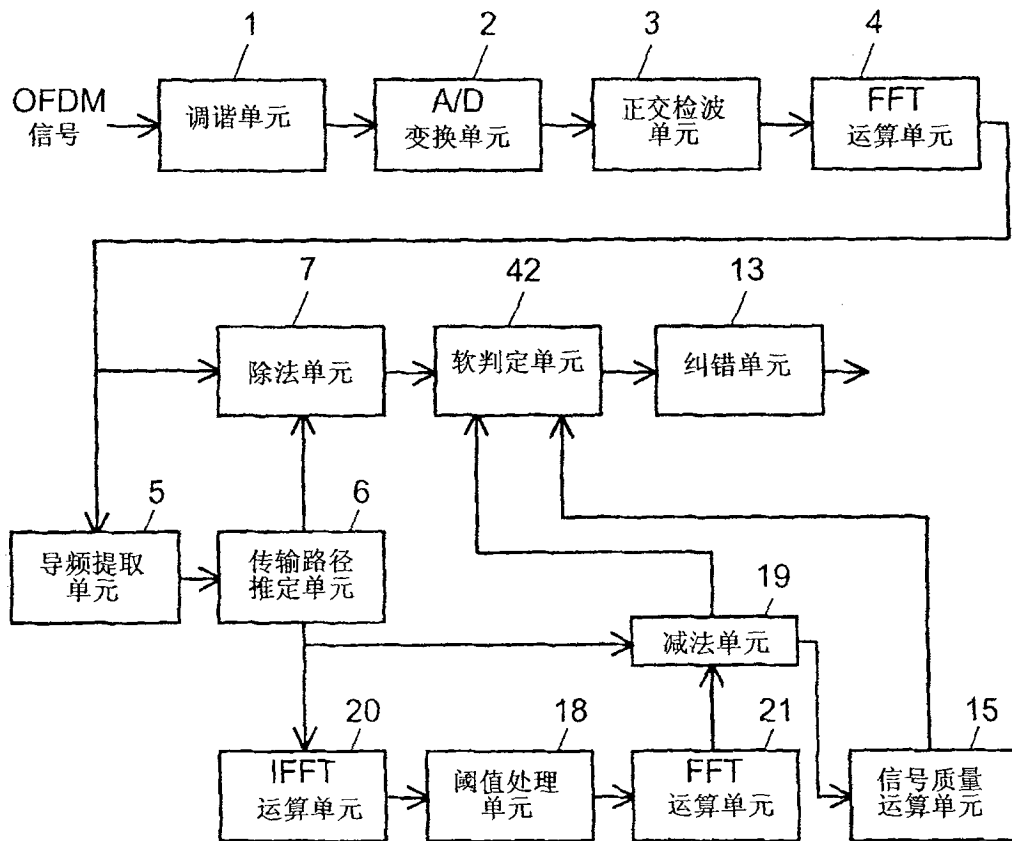 1
2
3
4
OFDM
信号
调谐单元
A/D
变换单元
正交检波
单元
FFT
运算单元
7
42
13
除法单元
软判定单元
纠错单元
5
6
导频提取
单元
传输路径
推定单元
19
减法单元
20
18
21
15
IFFT
运算单元
阈值处理
单元
FFT
运算单元
信号质量
运算单元